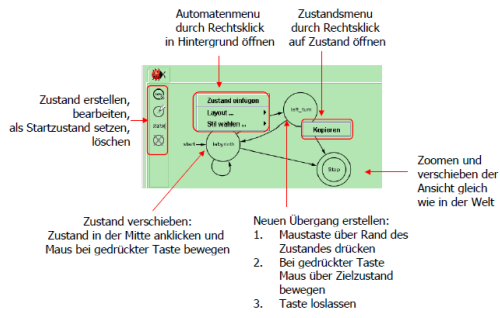 Automatenmenu
durch Rechtsklick
in Hintergrund öffnen
Zustandsmenu
durch Rechtsklick
auf Zustand öffnen
Zustand erstellen,
bearbeiten,
als Startzustand setzen,
löschen
Zustand einfügen
Layout ...
Stil wählen ...
left_turn
Kopieren
start
labyrinth
Stop
Zoomen und
verschieben der
Ansicht gleich
wie in der Welt
Zustand verschieben:
Zustand in der Mitte anklicken und
Maus bei gedrückter Taste bewegen
Neuen Übergang erstellen:
1. Maustaste über Rand des
Zustandes drücken
2. Bei gedrückter Taste
Maus über Zielzustand
bewegen
3. Taste loslassen